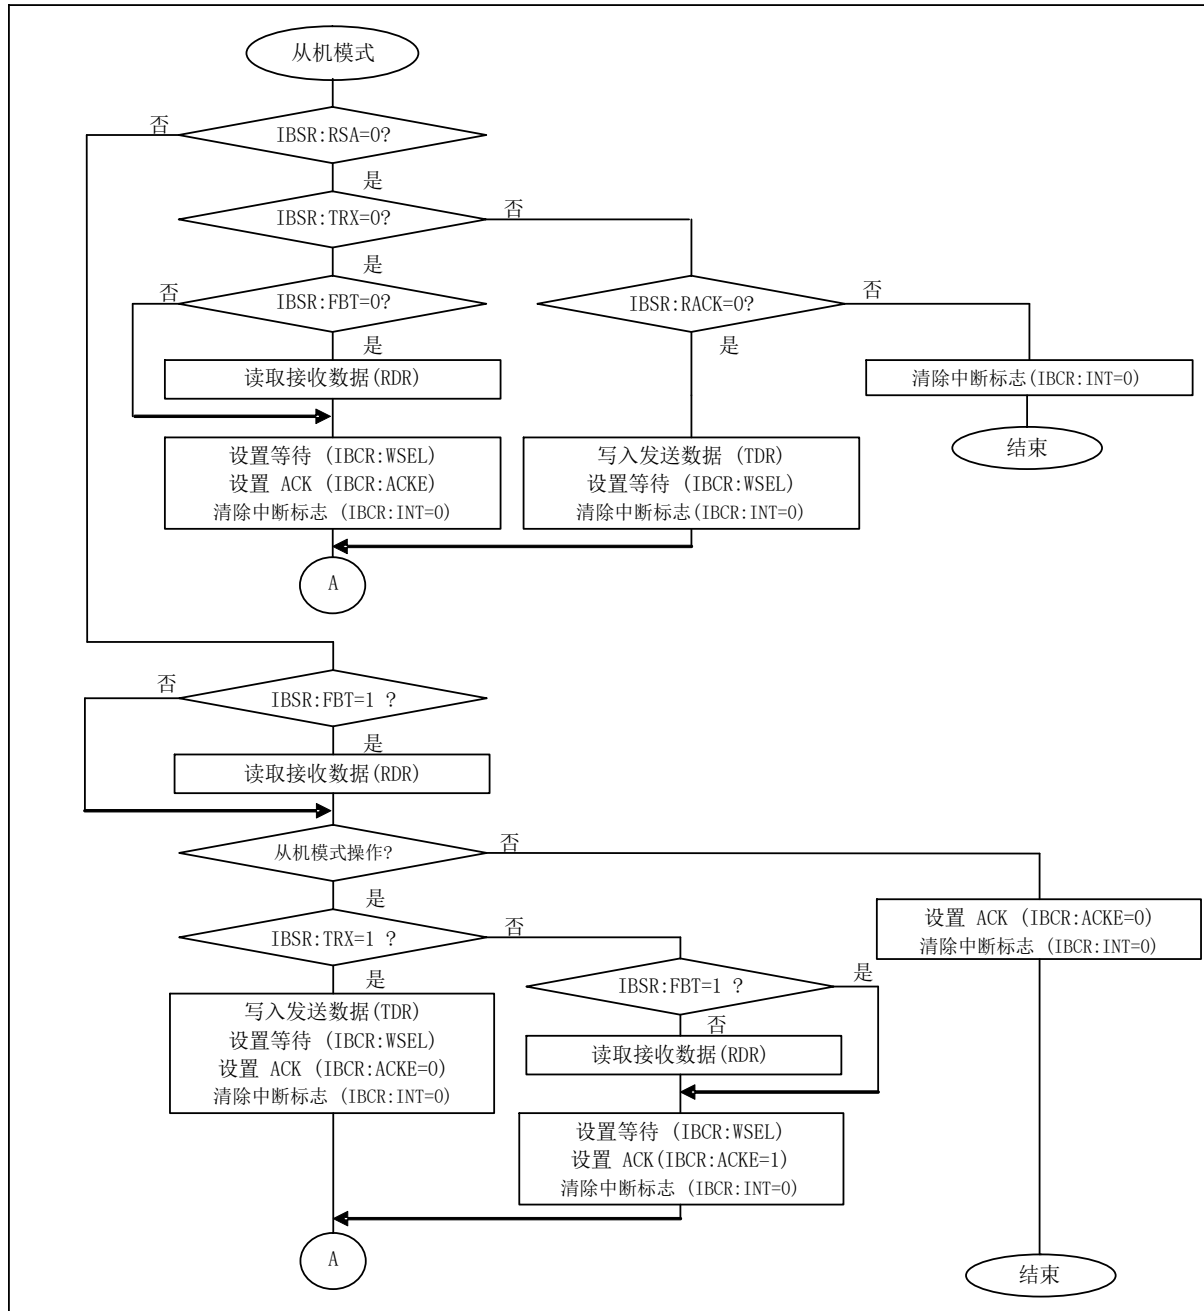 从机模式
否
IBSR:RSA=0?
是
IBSR:TRX=0?
否
是
否
IBSR:FBT=0?
IBSR:RACK=0?
否
是
是
读取接收数据(RDR)
清除中断标志(IBCR:INT=0)
设置等待 (IBCR:WSEL)
设置 ACK (IBCR:ACKE)
清除中断标志 (IBCR:INT=0)
写入发送数据 (TDR)
设置等待 (IBCR:WSEL)
清除中断标志(IBCR:INT=0)
结束
A
否
IBSR:FBT=1 ?
是
读取接收数据(RDR)
从机模式操作?
否
是
设置 ACK (IBCR:ACKE=0)
清除中断标志 (IBCR:INT=0)
IBSR:TRX=1 ?
否
是
IBSR:FBT=1 ?
是
否
写入发送数据(TDR)
设置等待 (IBCR:WSEL)
设置 ACK (IBCR:ACKE=0)
清除中断标志 (IBCR:INT=0)
读取接收数据(RDR)
设置等待 (IBCR:WSEL)
设置 ACK(IBCR:ACKE=1)
清除中断标志 (IBCR:INT=0)
A
结束